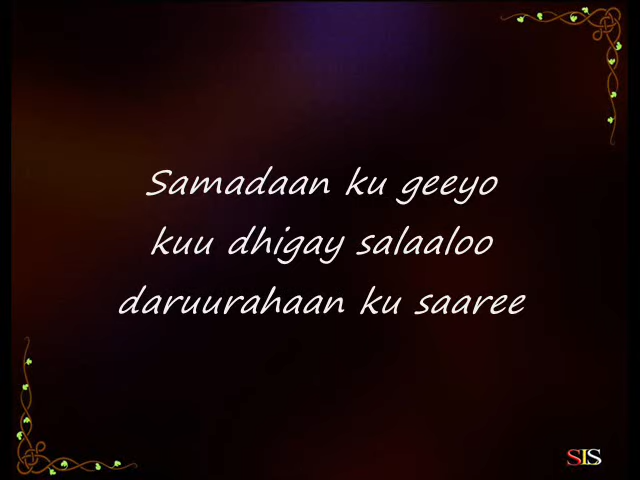 Samadaan ku geeyo
kuu dhigay salaaloo
daruurahaan ku saaree
SIS